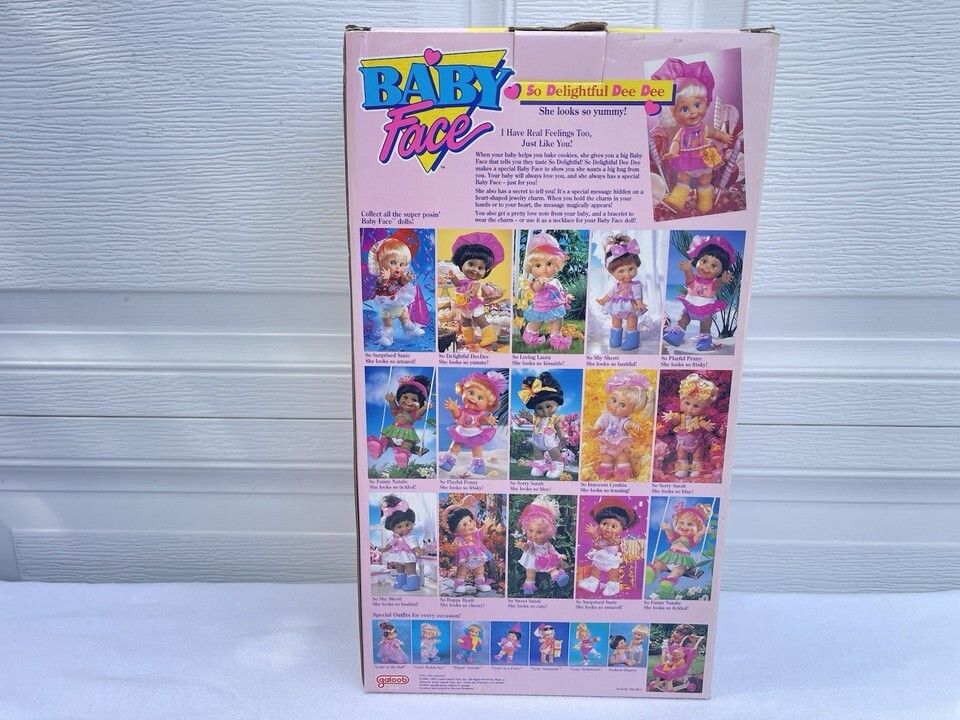 BABY
Face
So Delightful Dee Dee
She looks so yummy!
I Have Real Feelings Too,
Just Like You!
When your baby helps you bake cookies, she gives you a big Baby
Face that tells you they taste So Delightful! So Delightful Dee Dee
makes a special Baby Face to show you she wants a big hug from
you. Your baby will always love you, and she always has a special
Baby Face – just for you!
She also has a secret to tell you! It's a special message hidden on a
heart-shaped jewelry charm. When you hold the charm in your
hands or to your heart, the message magically appears!
You also get a pretty love note from your baby, and a bracelet to
wear the charm – or use it as a necklace for your Baby Face doll!
Collect all the super posin'
Baby Face™ dolls!
So Surprised Suzie
She looks so amazed!
So Delightful DeeDee
She looks so yummy!
So Loving Laura
She looks so kissable!
So Shy Sherri
She looks so bashful!
So Playful Penny
She looks so frisky!
So Funny Natalie
She looks so tickled!
So Playful Penny
She looks so frisky!
So Sorry Sarah
She looks so blue!
So Innocent Cynthia
She looks so trusting!
So Sorry Sarah
She looks so blue!
So Shy Sherri
She looks so bashful!
So Happy Heidi
She looks so cheery!
So Sweet Sandi
She looks so cute!
So Surprised Suzie
She looks so amazed!
So Funny Natalie
She looks so tickled!
Special Outfits for every occasion!
galoob